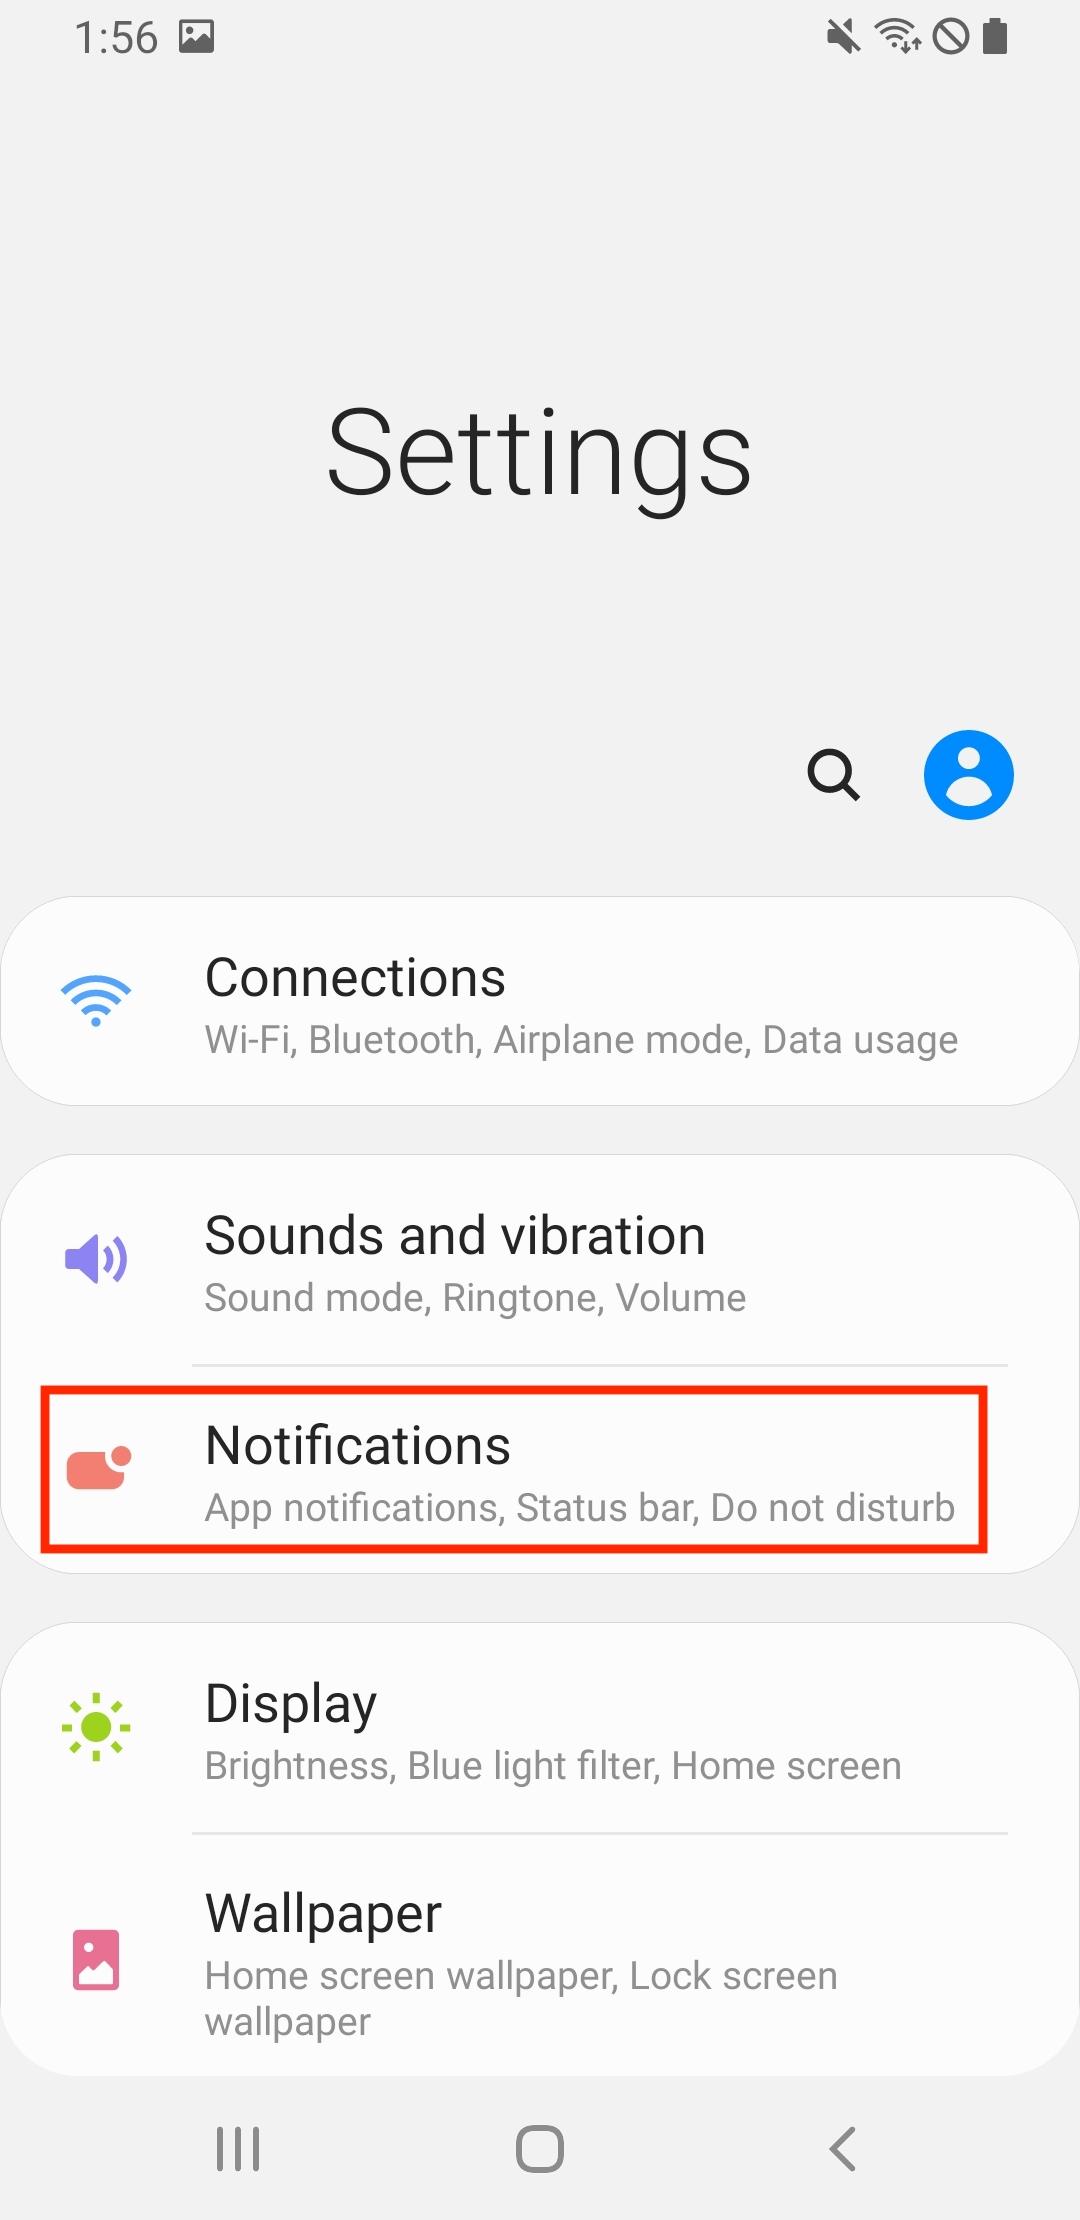 1:56
Settings
Connections
Wi-Fi, Bluetooth, Airplane mode, Data usage
Sounds and vibration
Sound mode, Ringtone, Volume
Notifications
App notifications, Status bar, Do not disturb
Display
Brightness, Blue light filter, Home screen
Wallpaper
Home screen wallpaper, Lock screen
wallpaper